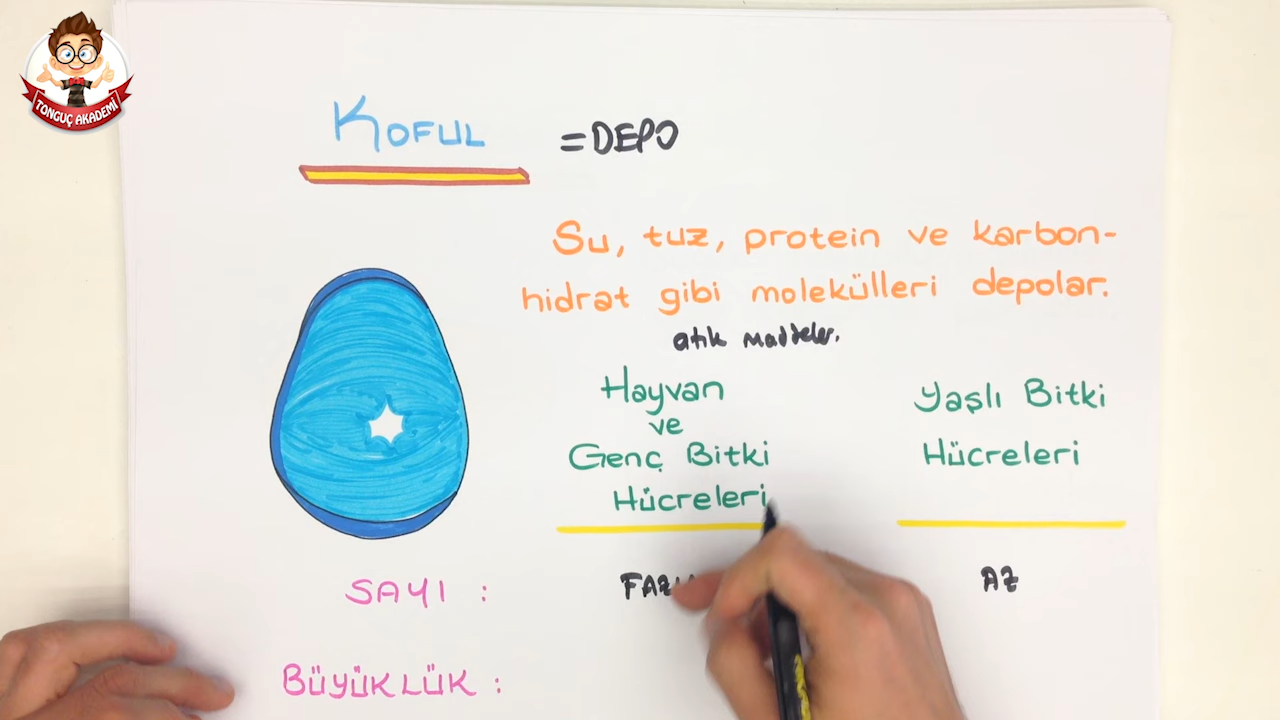 TONGUÇ AKADEMİ
KOFUL = DEPO
Su, tuz, protein ve karbon-
hidrat gibi molekülleri depolar.
atık maddeler.
Hayvan
ve
Genç Bitki
Hücreleri
Yaşlı Bitki
Hücreleri
SAYI :
AZ
BÜYÜKLÜK :